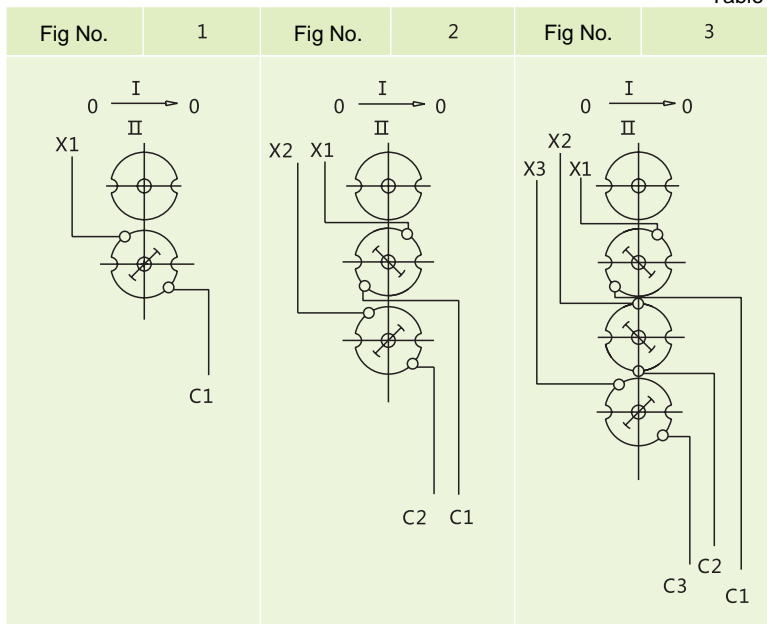 Table
Fig No. 1 Fig No. 2 Fig No. 3
I
0 0
II
X1
C1
I
0 0
II
X2 X1
C2 C1
I
0 0
II
X2
X3 X1
C2
C3
C1